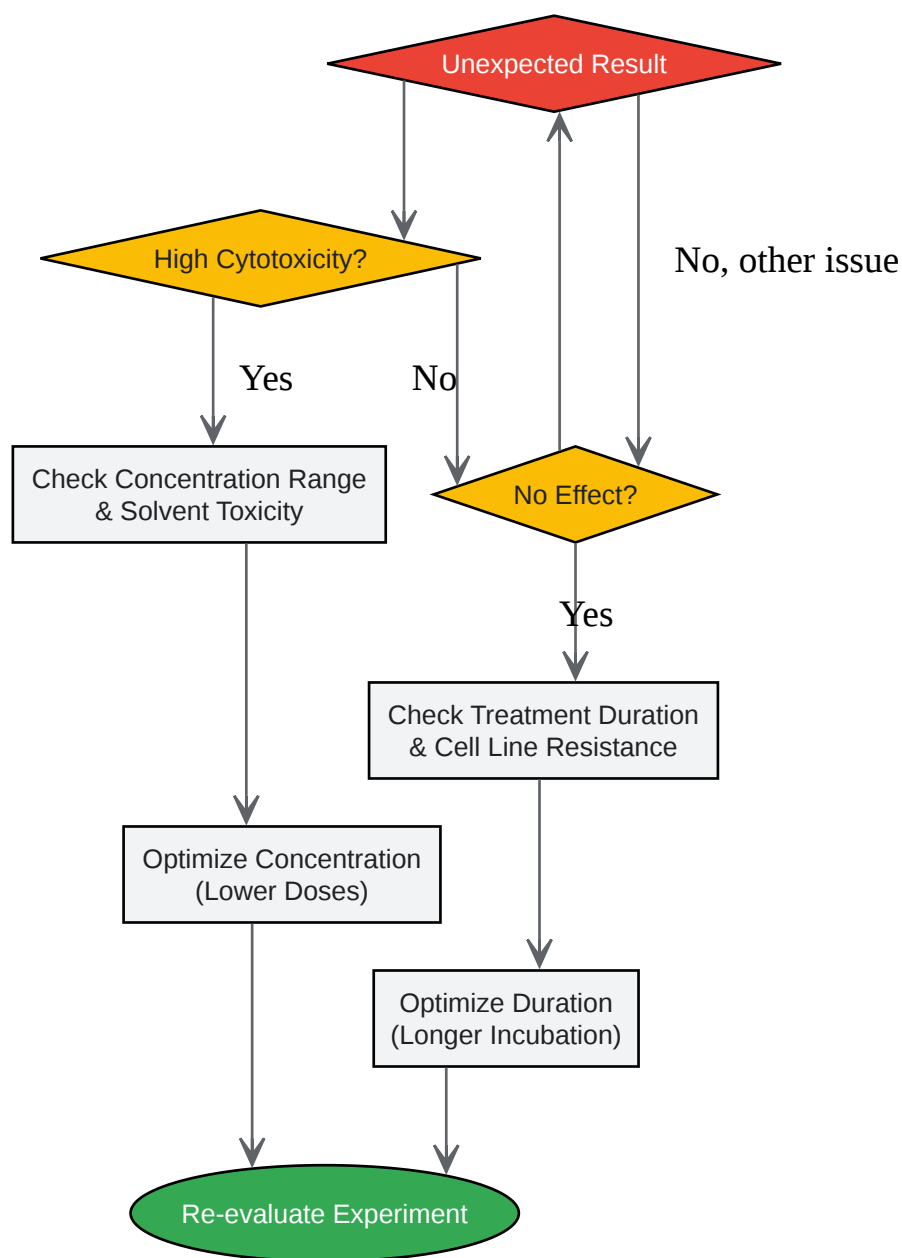 Unexpected Result
High Cytotoxicity?
No, other issue
Yes
No
Check Concentration Range
& Solvent Toxicity
No Effect?
Yes
Check Treatment Duration
& Cell Line Resistance
Optimize Concentration
(Lower Doses)
Optimize Duration
(Longer Incubation)
Re-evaluate Experiment